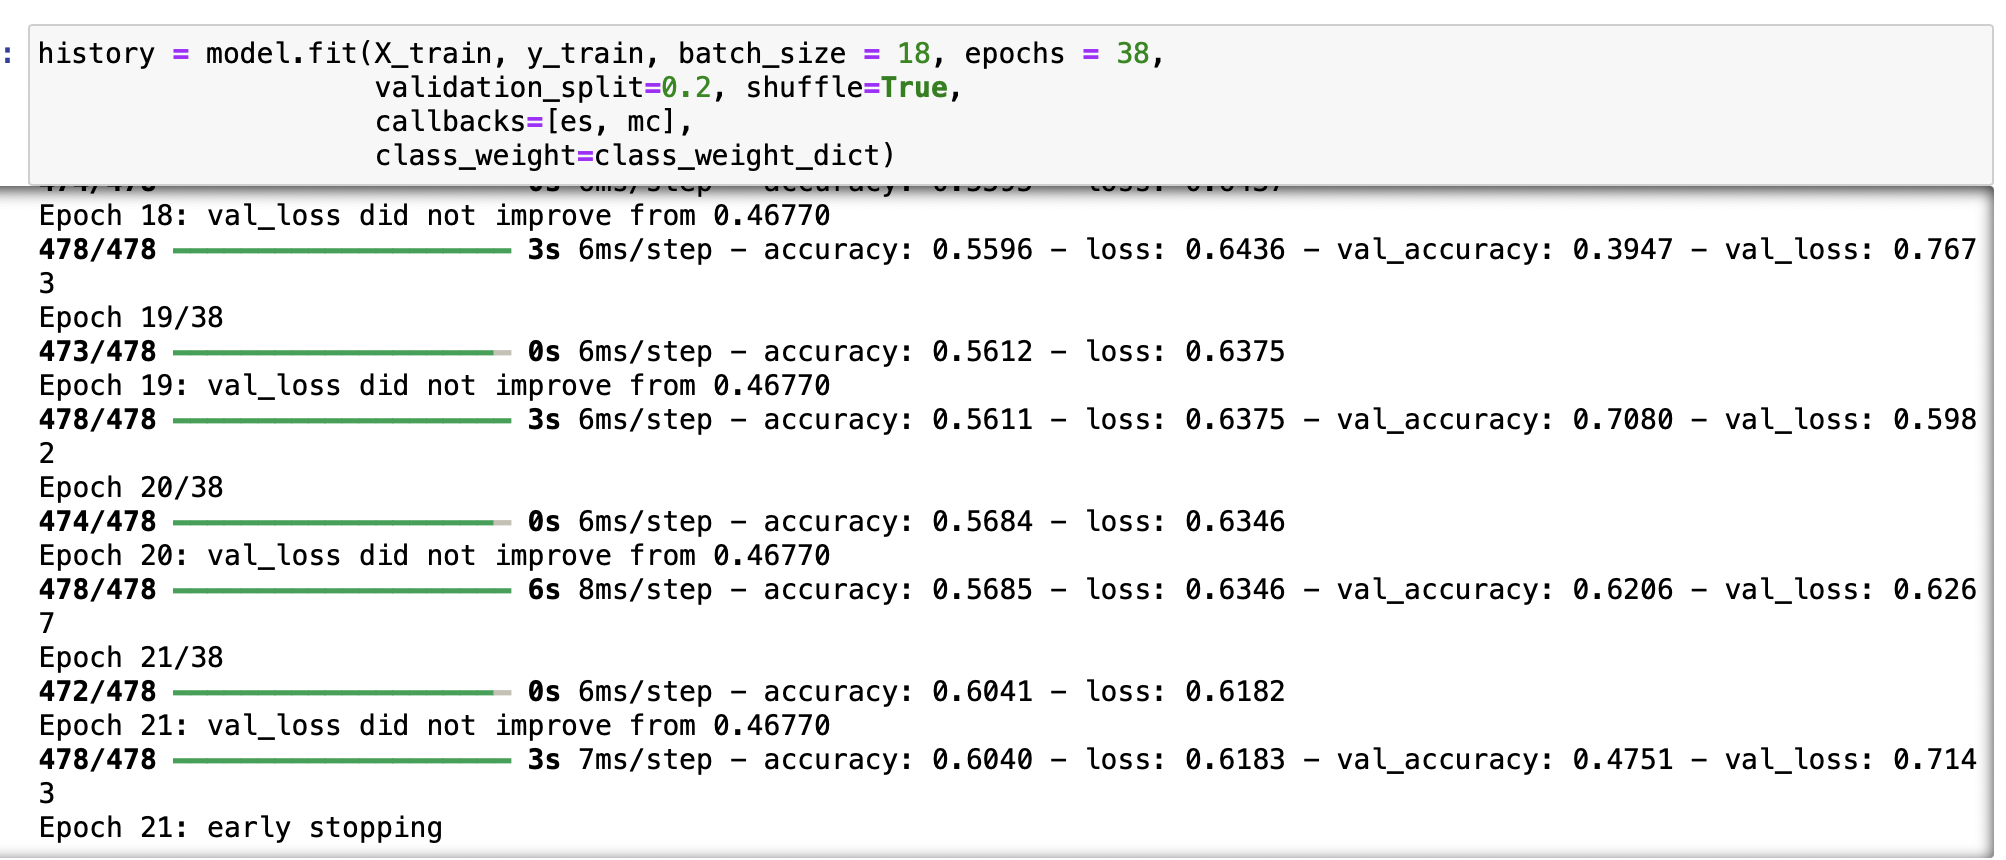 : history = model.fit(X_train, y_train, batch_size = 18, epochs = 38,
validation_split=0.2, shuffle=True,
callbacks=[es, mc],
class_weight=class_weight_dict)
Epoch 18: val_loss did not improve from 0.46770
478/478 ━━━━━━━━━━━━━━━━━━━━ 3s 6ms/step - accuracy: 0.5596 - loss: 0.6436 - val_accuracy: 0.3947 - val_loss: 0.767
3
Epoch 19/38
473/478 ━━━━━━━━━━━━━━━━━━━━ 0s 6ms/step - accuracy: 0.5612 - loss: 0.6375
Epoch 19: val_loss did not improve from 0.46770
478/478 ━━━━━━━━━━━━━━━━━━━━ 3s 6ms/step - accuracy: 0.5611 - loss: 0.6375 - val_accuracy: 0.7080 - val_loss: 0.598
2
Epoch 20/38
474/478 ━━━━━━━━━━━━━━━━━━━━ 0s 6ms/step - accuracy: 0.5684 - loss: 0.6346
Epoch 20: val_loss did not improve from 0.46770
478/478 ━━━━━━━━━━━━━━━━━━━━ 6s 8ms/step - accuracy: 0.5685 - loss: 0.6346 - val_accuracy: 0.6206 - val_loss: 0.626
7
Epoch 21/38
472/478 ━━━━━━━━━━━━━━━━━━━━ 0s 6ms/step - accuracy: 0.6041 - loss: 0.6182
Epoch 21: val_loss did not improve from 0.46770
478/478 ━━━━━━━━━━━━━━━━━━━━ 3s 7ms/step - accuracy: 0.6040 - loss: 0.6183 - val_accuracy: 0.4751 - val_loss: 0.714
3
Epoch 21: early stopping